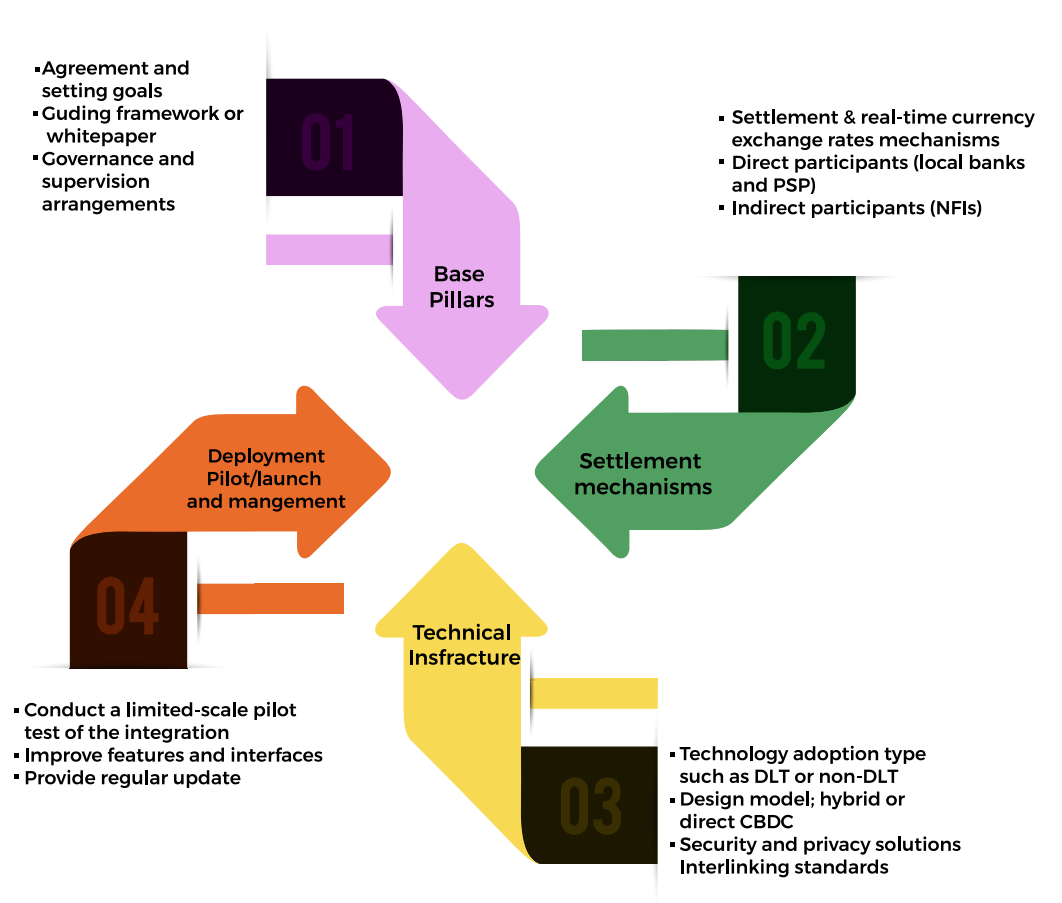 ▪Agreement and
setting goals
▪Guding framework or
whitepaper
▪Governance and
supervision
arrangements
01
Base
Pillars
▪ Settlement & real-time currency
exchange rates mechanisms
▪ Direct participants (local banks
and PSP)
▪ Indirect participants (NFIs)
02
Settlement
mechanisms
Deployment
Pilot/launch
and mangement
04
▪ Conduct a limited-scale pilot
test of the integration
▪ Improve features and interfaces
▪ Provide regular update
Technical
Insfracture
03
▪ Technology adoption type
such as DLT or non-DLT
▪ Design model; hybrid or
direct CBDC
▪ Security and privacy solutions
Interlinking standards